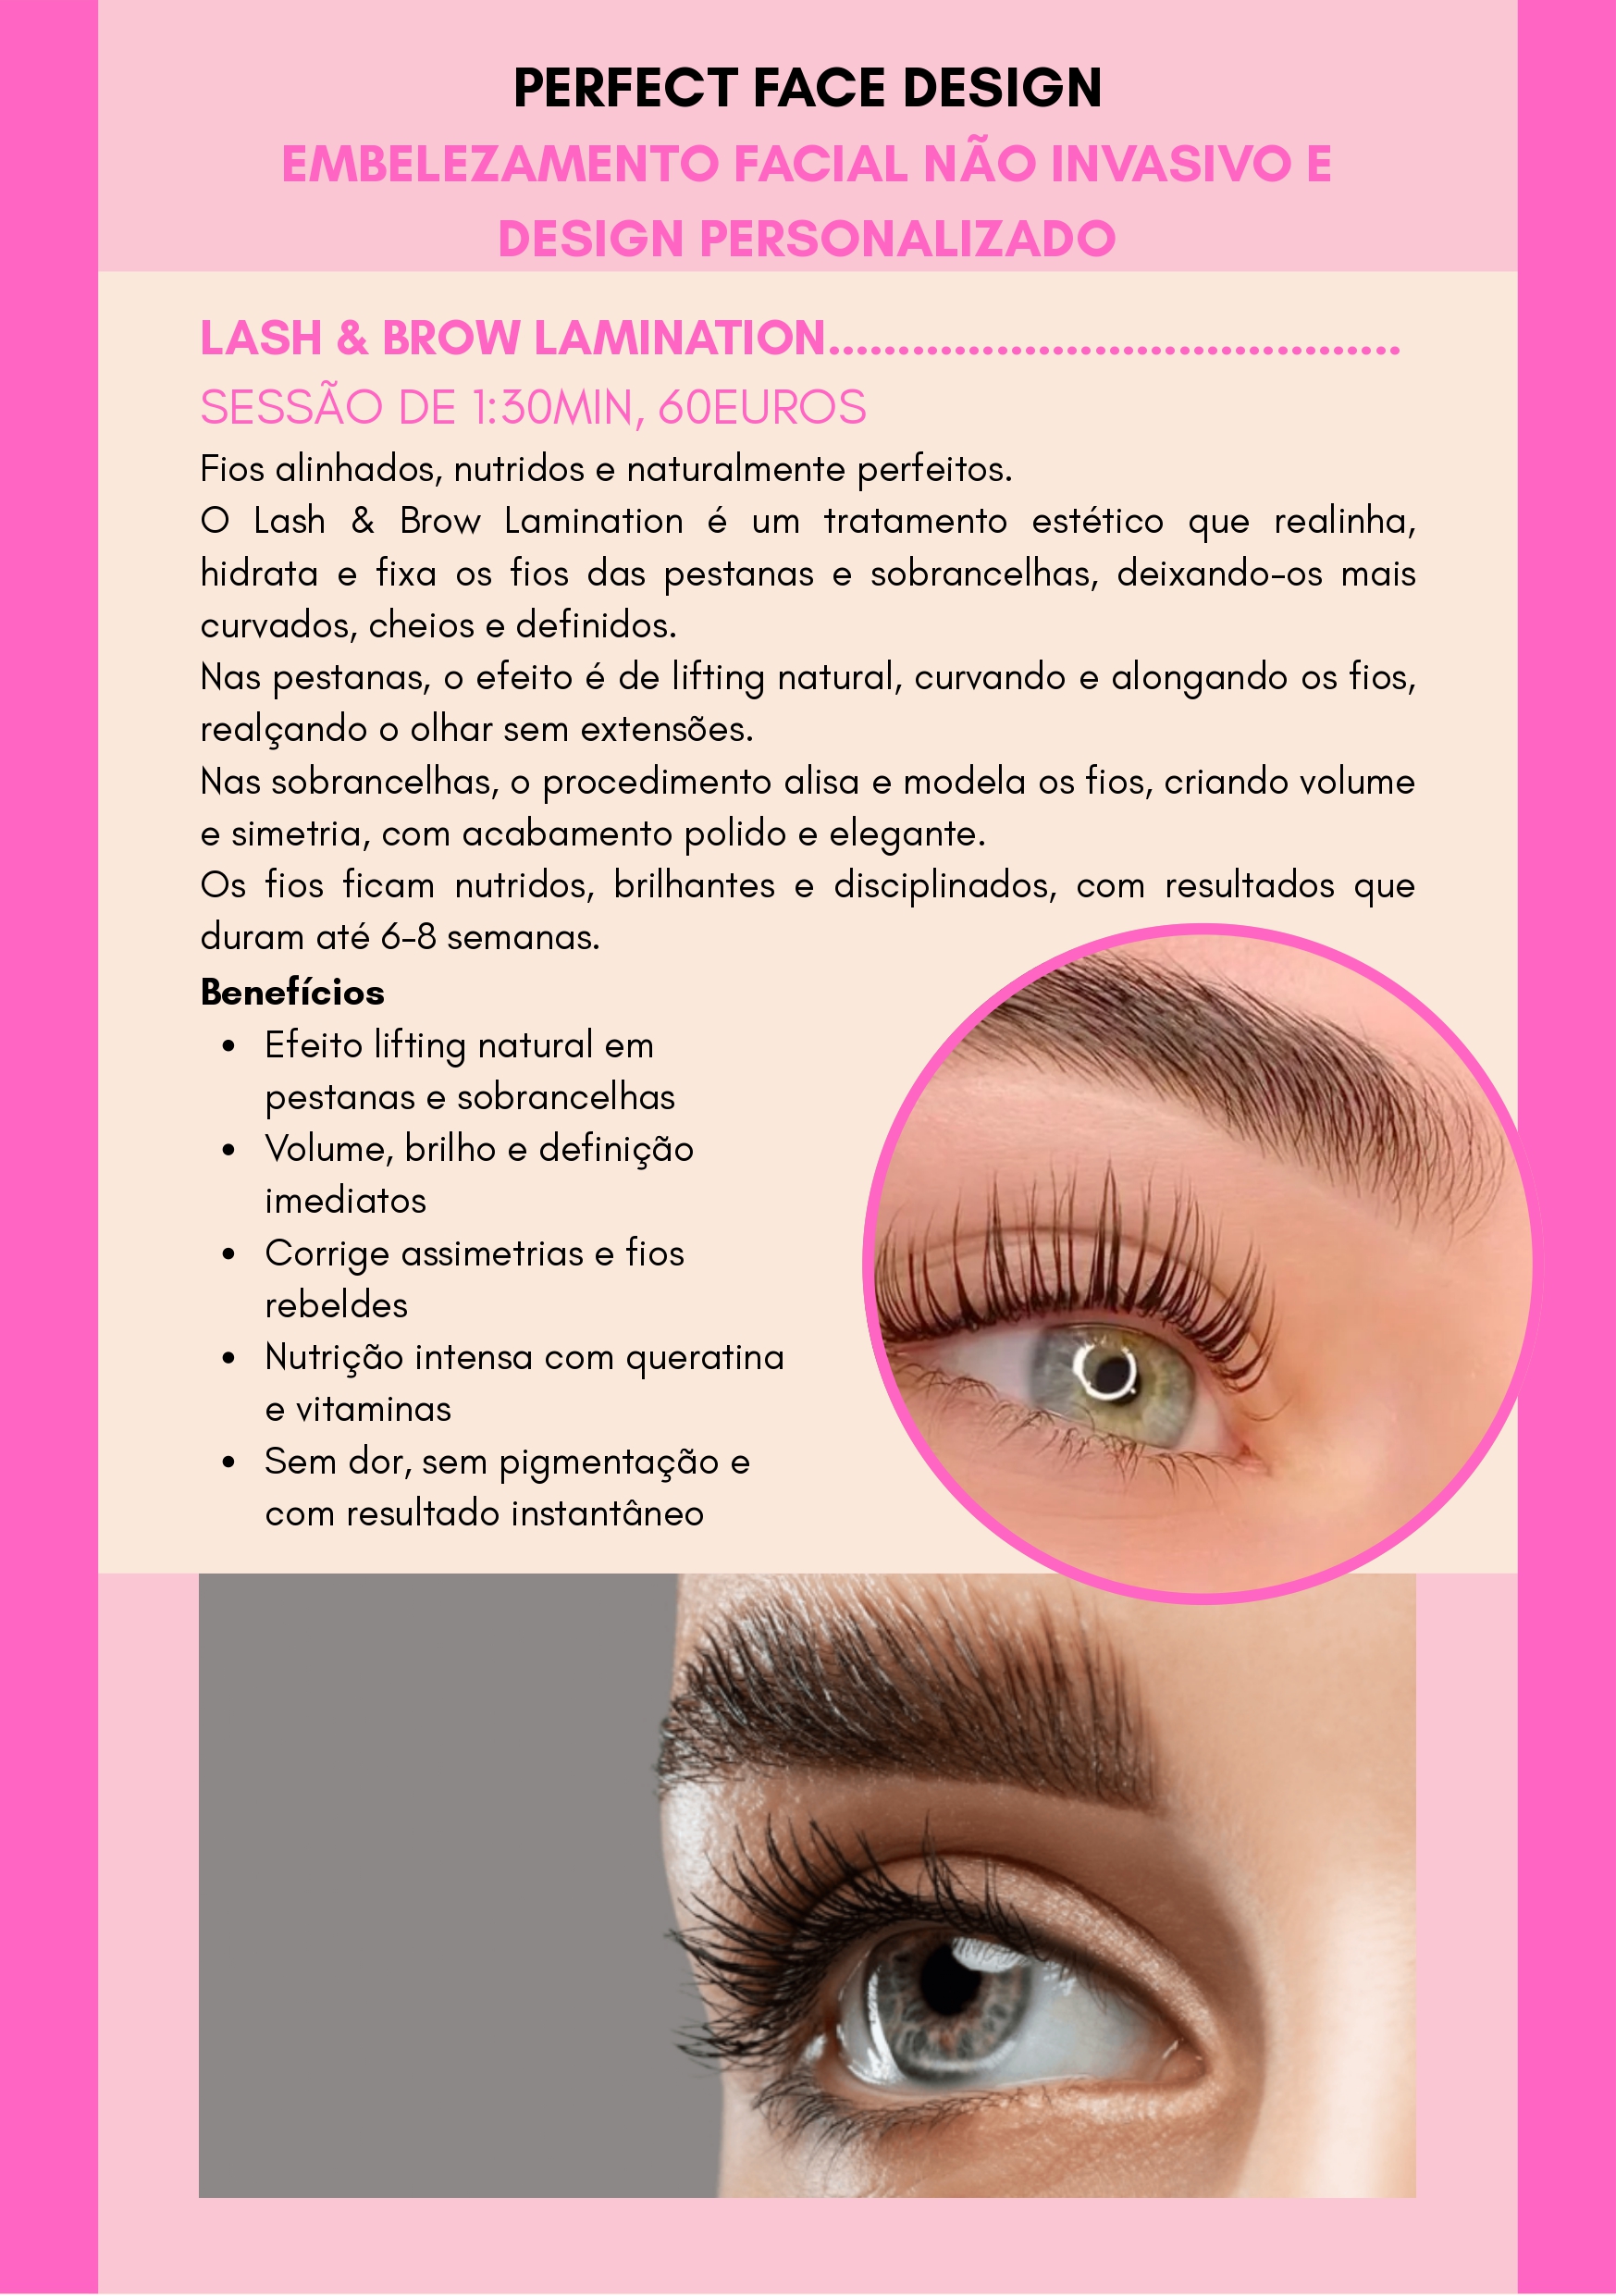 PERFECT FACE DESIGN
EMBELEZAMENTO FACIAL NÃO INVASIVO E
DESIGN PERSONALIZADO
LASH & BROW LAMINATION.........................................
SESSÃO DE 1:30MIN, 60EUROS
Fios alinhados, nutridos e naturalmente perfeitos.
O Lash & Brow Lamination é um tratamento estético que realinha,
hidrata e fixa os fios das pestanas e sobrancelhas, deixando-os mais
curvados, cheios e definidos.
Nas pestanas, o efeito é de lifting natural, curvando e alongando os fios,
realçando o olhar sem extensões.
Nas sobrancelhas, o procedimento alisa e modela os fios, criando volume
e simetria, com acabamento polido e elegante.
Os fios ficam nutridos, brilhantes e disciplinados, com resultados que
duram até 6-8 semanas.
Benefícios
• Efeito lifting natural em
pestanas e sobrancelhas
• Volume, brilho e definição
imediatos
• Corrige assimetrias e fios
rebeldes
• Nutrição intensa com queratina
e vitaminas
• Sem dor, sem pigmentação e
com resultado instantâneo